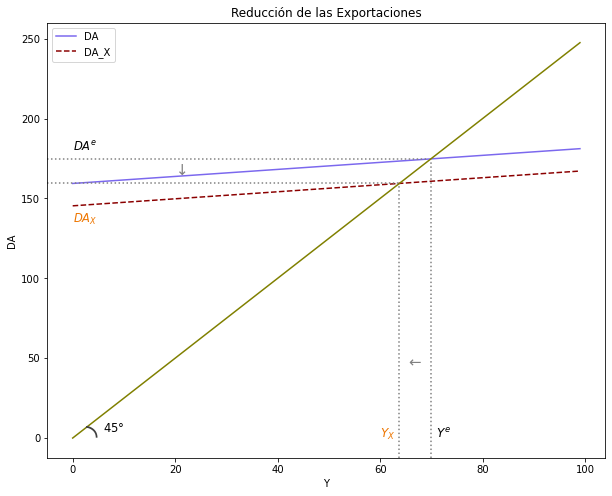 Reducción de las Exportaciones
DA
DA_X
250
200
150
100
50
0
DA
DA^e
↓
DA_X
←
45°
Y_X
Y^e
0
20
40
60
80
100
Y